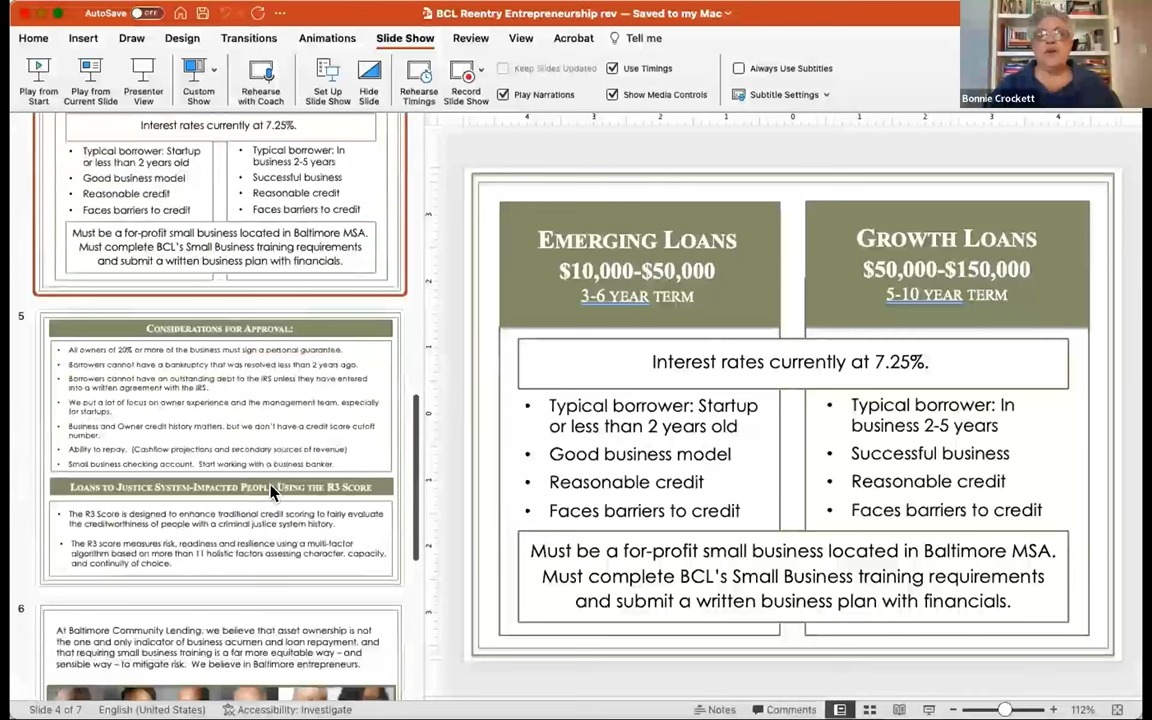 AutoSave OFF
BCL Reentry Entrepreneurship rev — Saved to my Mac
Home Insert Draw Design Transitions Animations Slide Show Review View Acrobat Tell me
Play from Start
Play from Current Slide
Presenter View
Custom Show
Rehearse with Coach
Set Up Slide Show
Hide Slide
Rehearse Timings
Record Slide Show
Keep Slides Updated
Use Timings
Play Narrations
Show Media Controls
Always Use Subtitles
Subtitle Settings
Bonnie Crockett
Interest rates currently at 7.25%.
• Typical borrower: Startup
or less than 2 years old
• Good business model
• Reasonable credit
• Faces barriers to credit
• Typical borrower: In
business 2-5 years
• Successful business
• Reasonable credit
• Faces barriers to credit
Must be a for-profit small business located in Baltimore MSA.
Must complete BCL's Small Business training requirements
and submit a written business plan with financials.
5
Considerations for Approval:
• All owners of 20% or more of the business must sign a personal guarantee.
• Borrowers cannot have a bankruptcy that was resolved less than 2 years ago.
• Borrowers cannot have an outstanding debt to the IRS unless they have entered
into a written agreement with the IRS.
• We put a lot of focus on owner experience and the management team, especially
for startups.
• Business and Owner credit history matters, but we don't have a credit score cutoff
number.
• Ability to repay. (Cashflow projections and secondary sources of revenue)
• Small business checking account. Start working with a business banker.
Loans to Justice System-Impacted People Using the R3 Score
• The R3 Score is designed to enhance traditional credit scoring to fairly evaluate
the creditworthiness of people with a criminal justice system history.
• The R3 score measures risk, readiness and resilience using a multi-factor
algorithm based on more than 11 holistic factors assessing character, capacity,
and continuity of choice.
6
At Baltimore Community Lending, we believe that asset ownership is not
the one and only indicator of business acumen and loan repayment, and
that requiring small business training is a far more equitable way – and
sensible way – to mitigate risk. We believe in Baltimore entrepreneurs.
4 3 2 1 0 1 2 3 4
3
2
1
0
1
2
3
Emerging Loans
$10,000-$50,000
3-6 YEAR TERM
Growth Loans
$50,000-$150,000
5-10 YEAR TERM
Interest rates currently at 7.25%.
• Typical borrower: Startup
or less than 2 years old
• Good business model
• Reasonable credit
• Faces barriers to credit
• Typical borrower: In
business 2-5 years
• Successful business
• Reasonable credit
• Faces barriers to credit
Must be a for-profit small business located in Baltimore MSA.
Must complete BCL's Small Business training requirements
and submit a written business plan with financials.
Slide 4 of 7 English (United States) Accessibility: Investigate Notes Comments 112%